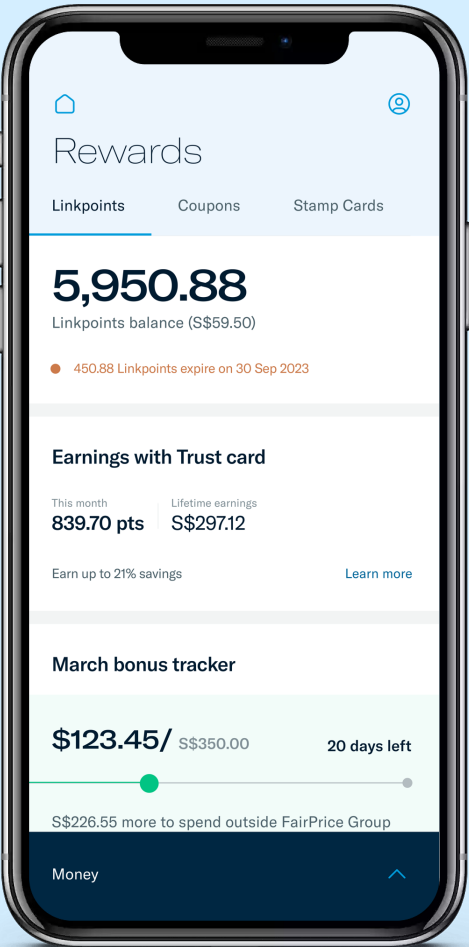 Rewards
Linkpoints Coupons Stamp Cards
5,950.88
Linkpoints balance (S$59.50)
450.88 Linkpoints expire on 30 Sep 2023
Earnings with Trust card
This month Lifetime earnings
839.70 pts S$297.12
Earn up to 21% savings Learn more
March bonus tracker
$123.45/ S$350.00 20 days left
S$226.55 more to spend outside FairPrice Group
Money